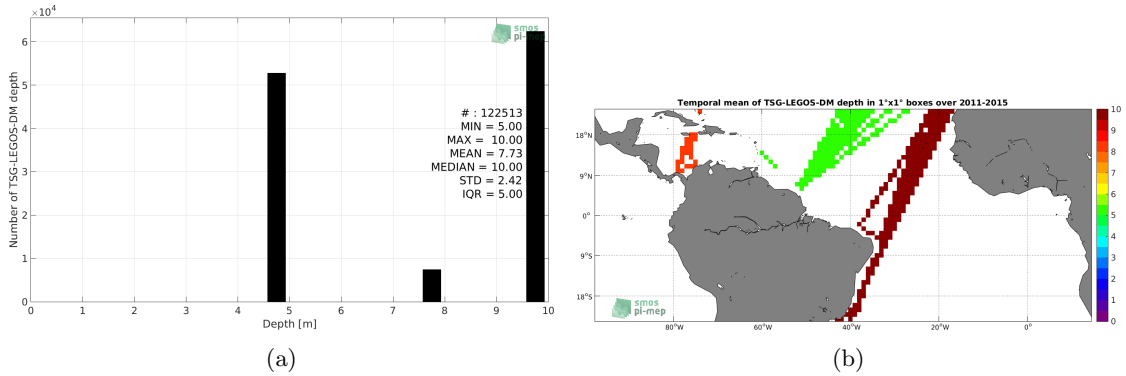 ×10⁴
smos
pi-mep
6
5
4
3
2
1
0
Number of TSG-LEGOS-DM depth
# : 122513
MIN = 5.00
MAX = 10.00
MEAN = 7.73
MEDIAN = 10.00
STD = 2.42
IQR = 5.00
0 1 2 3 4 5 6 7 8 9 10
Depth [m]
(a)
Temporal mean of TSG-LEGOS-DM depth in 1°x1° boxes over 2011-2015
18°N
9°N
0°
9°S
18°S
80°W 60°W 40°W 20°W 0°
smos
pi-mep
10
9
8
7
6
5
4
3
2
1
0
(b)